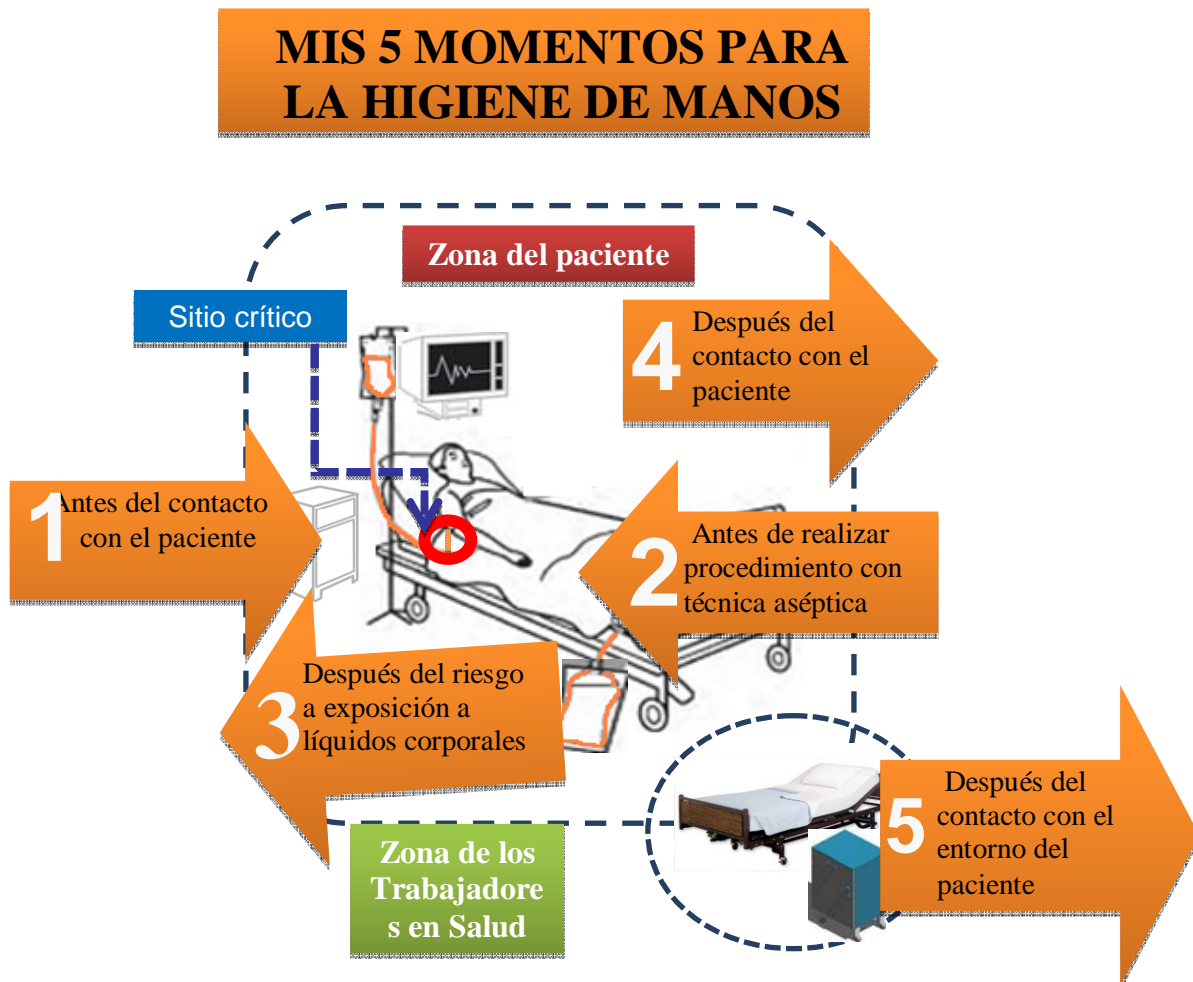 MIS 5 MOMENTOS PARA
LA HIGIENE DE MANOS
Zona del paciente
Sitio crítico
4
Después del
contacto con el
paciente
1
Antes del contacto
con el paciente
2
Antes de realizar
procedimiento con
técnica aséptica
3
Después del riesgo
a exposición a
líquidos corporales
5
Después del
contacto con el
entorno del
paciente
Zona de los
Trabajadore
s en Salud